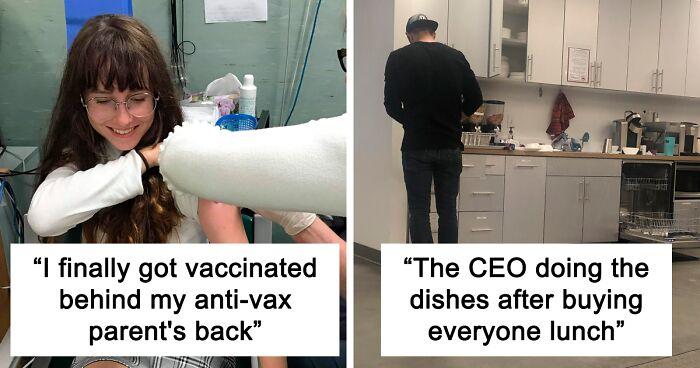 “I finally got vaccinated
behind my anti-vax
parent's back”
“The CEO doing the
dishes after buying
everyone lunch”